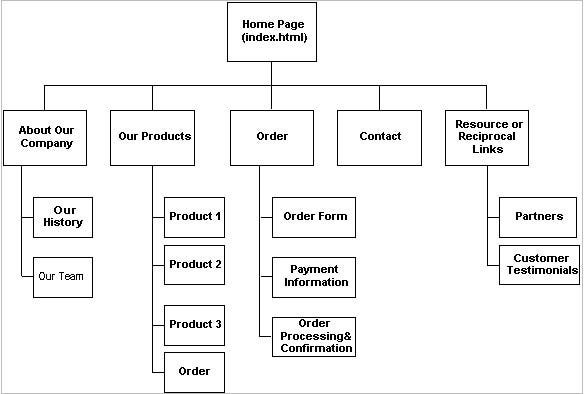 Home Page
(index.html)
About Our
Company
Our Products
Order
Contact
Resource or
Reciprocal
Links
Our
History
Our Team
Product 1
Product 2
Product 3
Order
Order Form
Payment
Information
Order
Processing&
Confirmation
Partners
Customer
Testimonials